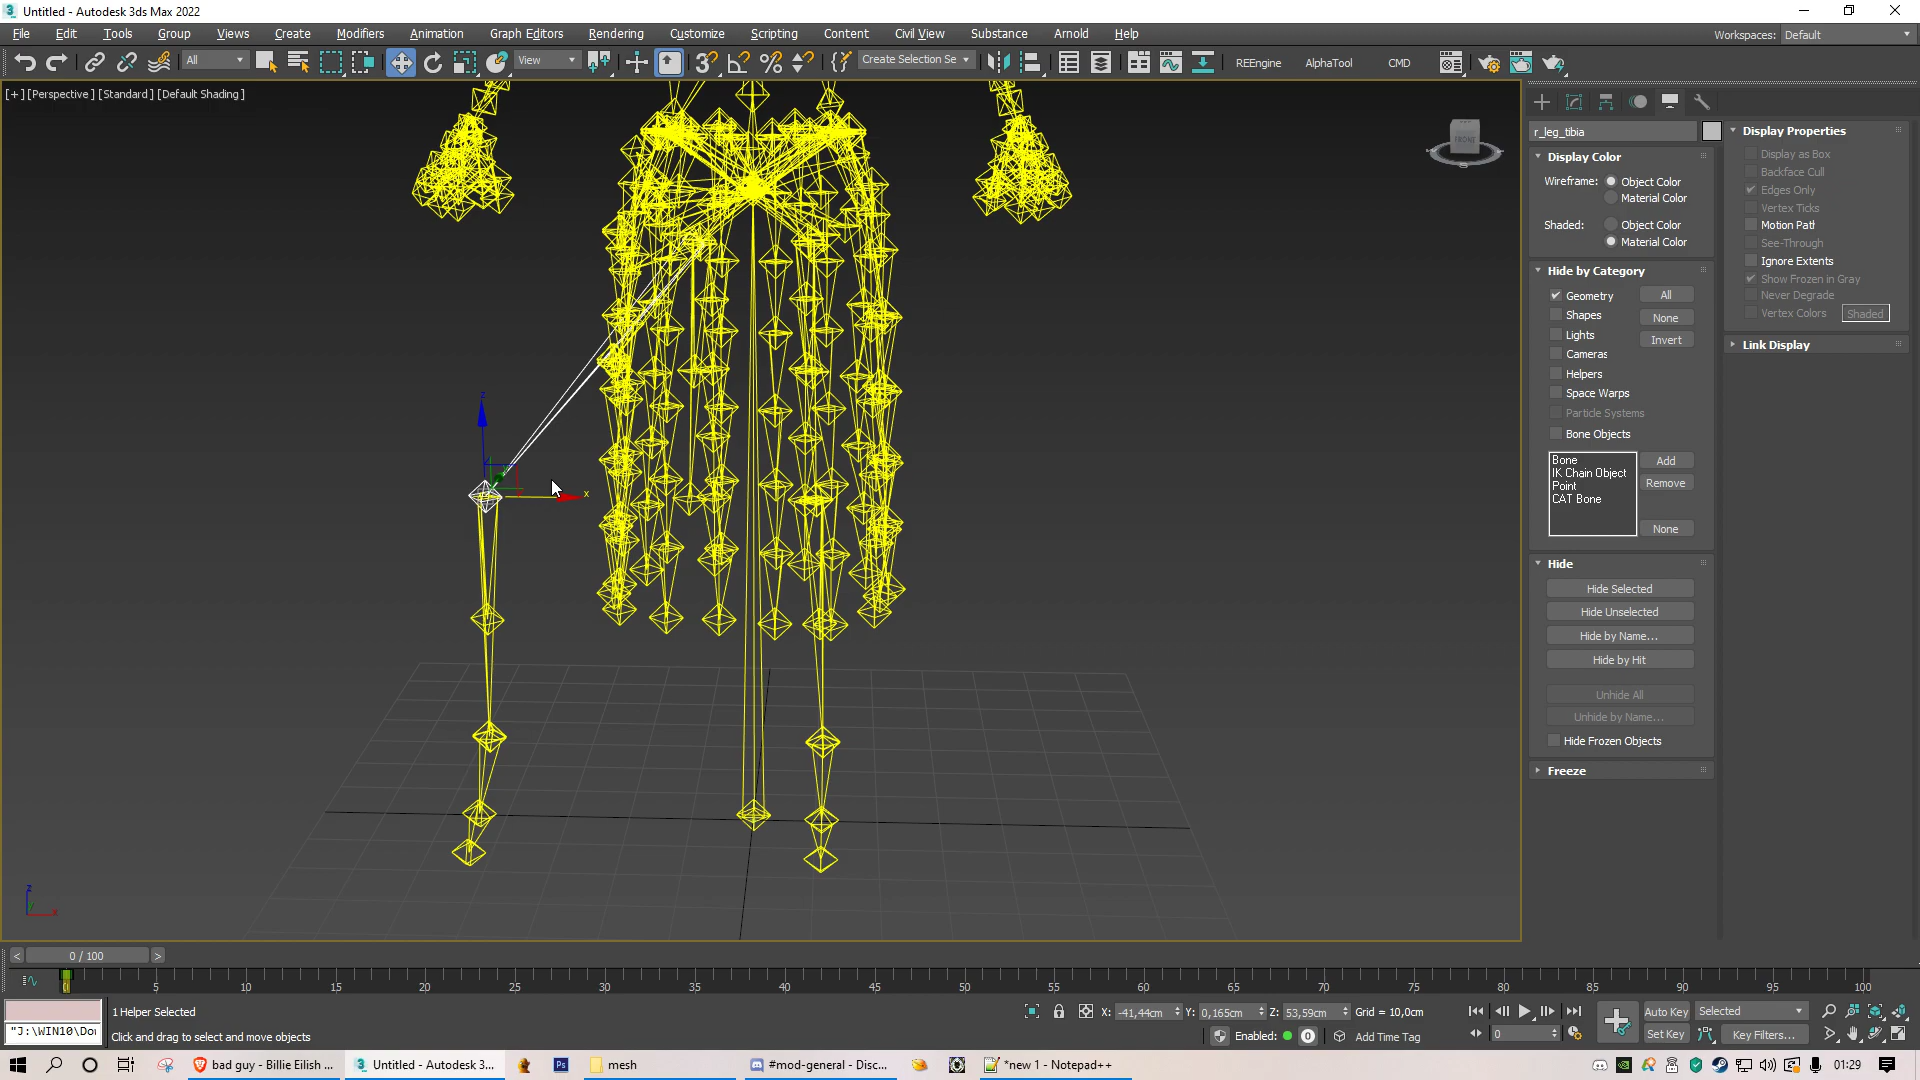 Untitled - Autodesk 3ds Max 2022
File Edit Tools Group Views Create Modifiers Animation Graph Editors Rendering Customize Scripting Content Civil View Substance Arnold Help
Workspaces: Default
All View Create Selection Se REEngine AlphaTool CMD
[+] [Perspective ] [Standard ] [Default Shading ]
FRONT
z
x
r_leg_tibia
Display Color
Wireframe: Object Color
Material Color
Shaded: Object Color
Material Color
Hide by Category
Geometry All
Shapes None
Lights
Invert
Cameras
Helpers
Space Warps
Particle Systems
Bone Objects
Bone Add
IK Chain Object
Point Remove
CAT Bone
None
Hide
Hide Selected
Hide Unselected
Hide by Name...
Hide by Hit
Unhide All
Unhide by Name...
Hide Frozen Objects
Freeze
Display Properties
Display as Box
Backface Cull
Edges Only
Vertex Ticks
Motion Path
See-Through
Ignore Extents
Show Frozen in Gray
Never Degrade
Vertex Colors Shaded
Link Display
z
x
< 0 / 100 >
5 10 15 20 25 30 35 40 45 50 55 60 65 70 75 80 85 90 95 100
1 Helper Selected
"J:\WIN10\Do
Click and drag to select and move objects
X: -41,44cm Y: 0,165cm Z: 53,59cm Grid = 10,0cm
Enabled: 0 Add Time Tag
0
Auto Key Selected
Set Key Key Filters...
bad guy - Billie Eilish ...
Untitled - Autodesk 3...
Ps
mesh
#mod-general - Disc...
*new 1 - Notepad++
01:29